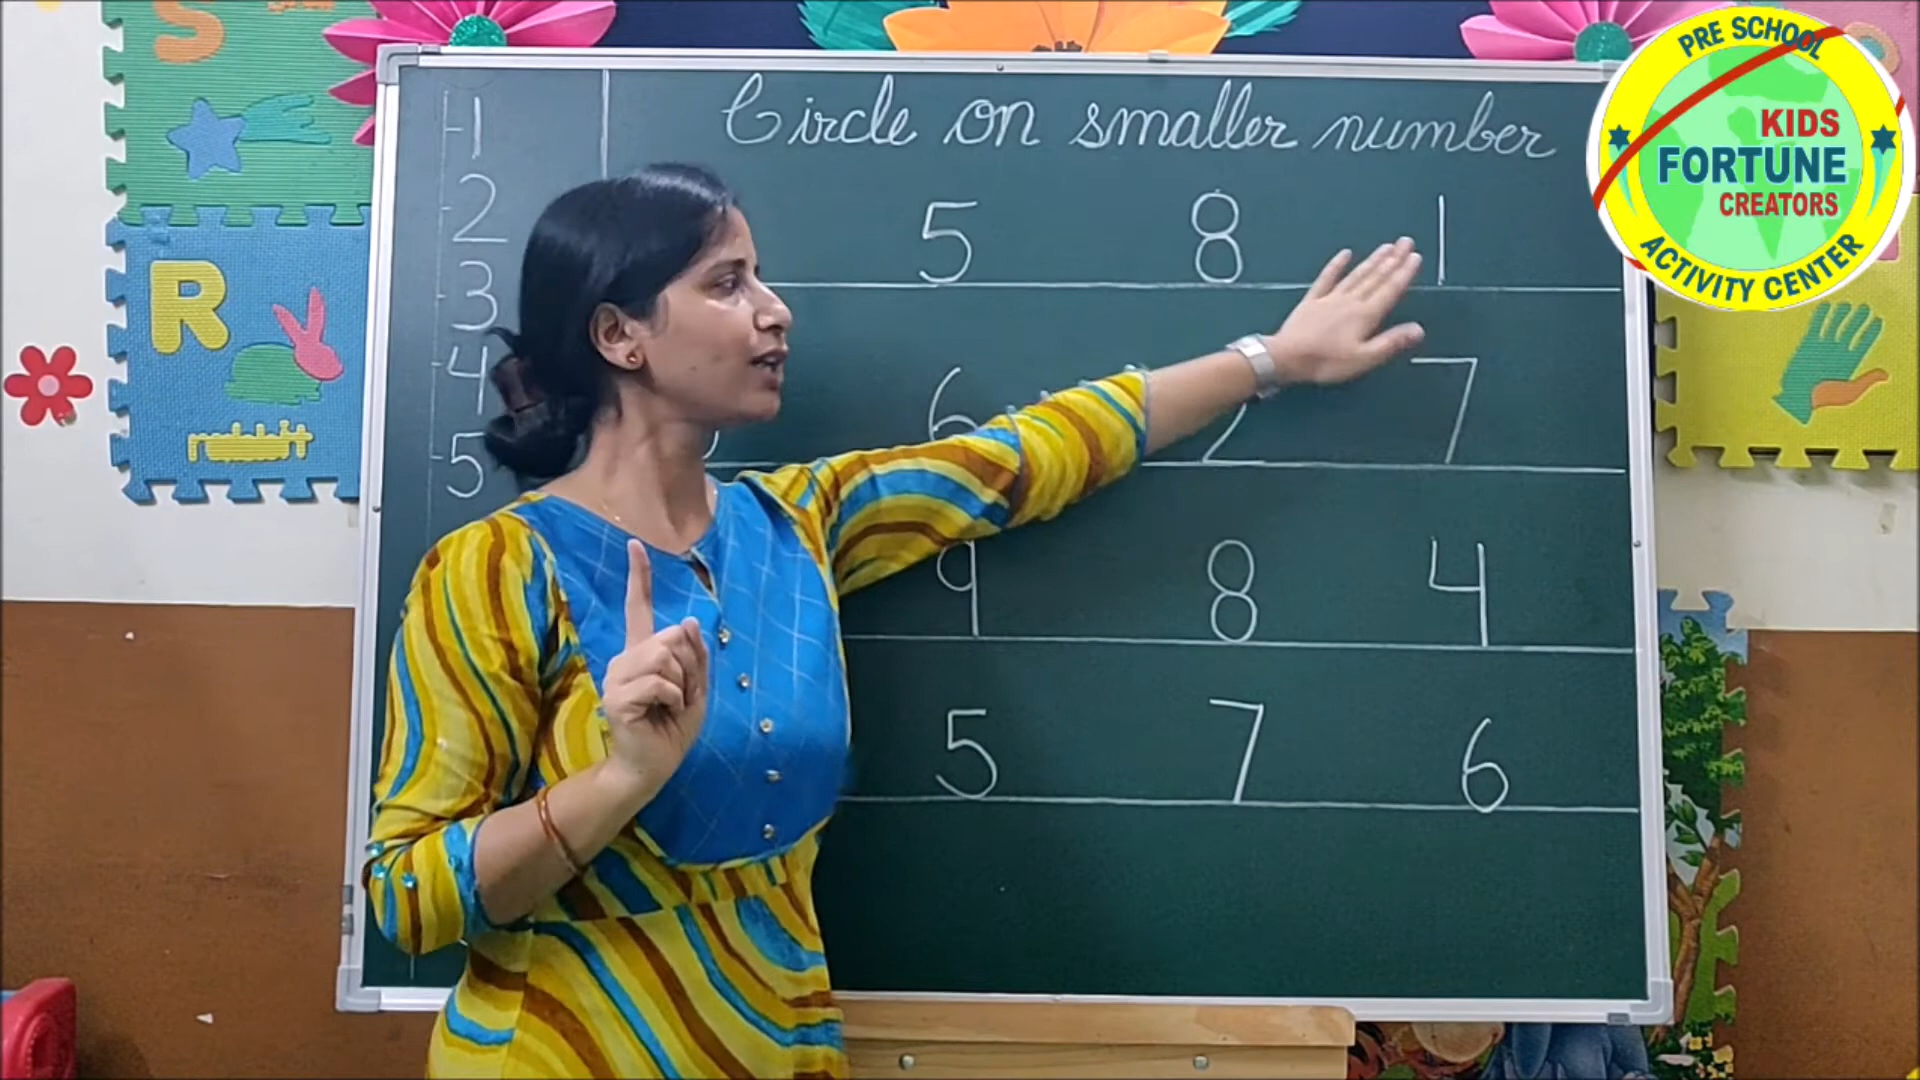 Circle on smaller number
1
2
3
4
5
5 8 1
6 2 7
9 8 4
5 7 6
S
R
rabbit
PRE SCHOOL
KIDS
FORTUNE
CREATORS
ACTIVITY CENTER